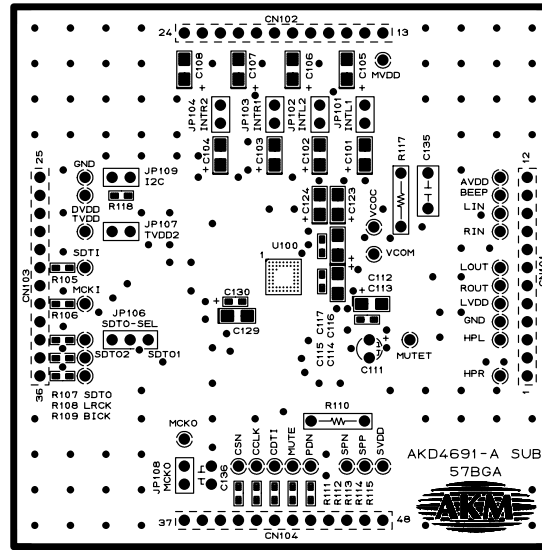 CN102
24
13
C108
C107
C106
C105
MVDD
JP104
INTR2
JP103
INTR1
JP102
INTL2
JP101
INTL1
R117
C135
C104
C103
C102
C101
25
12
GND
JP109
I2C
R118
DVDD
TVDD
JP107
TVDD2
C124
C123
VCOC
AVDD
BEEP
LIN
RIN
U100
1
VCOM
CN103
SDTI
R105
MCKI
R106
LOUT
ROUT
LVDD
GND
HPL
HPR
C130
C129
C112
C113
JP106
SDTO-SEL
SDTO2
SDTO1
C117
C116
C115
C114
C111
MUTET
36
1
R107 SDTO
R108 LRCK
R109 BICK
R110
MCKO
JP108
MCKO
C136
CSN
CCLK
CDTI
MUTE
PDN
SPN
SPP
SVDD
R111
R112
R113
R114
R115
AKD4691-A SUB
57BGA
AKM
37
48
CN104